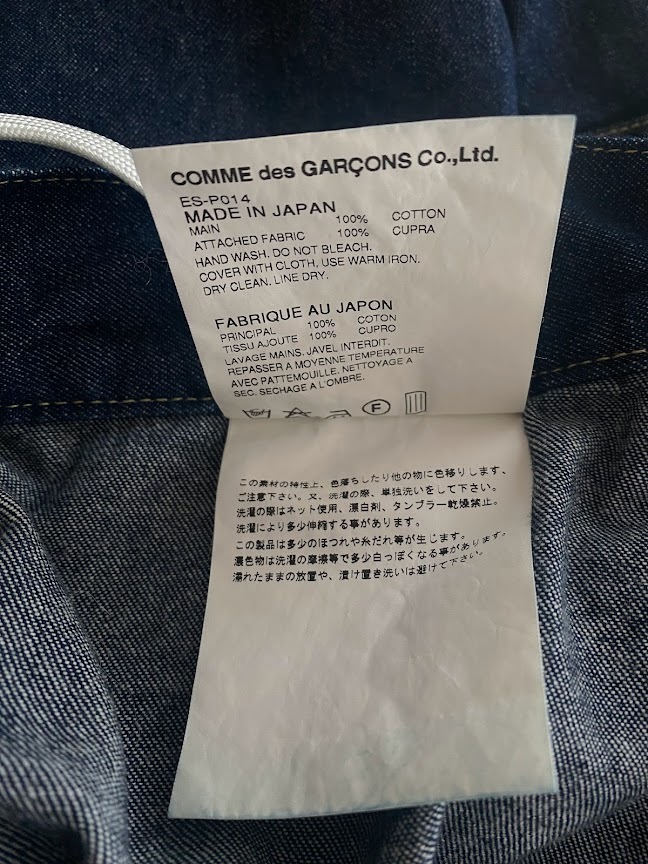 COMME des GARÇONS Co.,Ltd.
ES-P014
MADE IN JAPAN
MAIN 100% COTTON
ATTACHED FABRIC 100% CUPRA
HAND WASH. DO NOT BLEACH.
COVER WITH CLOTH, USE WARM IRON.
DRY CLEAN. LINE DRY.
FABRIQUE AU JAPON
PRINCIPAL 100% COTON
TISSU AJOUTE 100% CUPRO
LAVAGE MAINS. JAVEL INTERDIT.
REPASSER A MOYENNE TEMPERATURE
AVEC PATTEMOUILLE. NETTOYAGE A
SEC. SECHAGE A L'OMBRE.
F
この素材の特性上、色落ちしたり他の物に色移りします、
ご注意下さい。又、洗濯の際、単独洗いをして下さい。
洗濯の際はネット使用、漂白剤、タンブラー乾燥禁止。
洗濯により多少伸縮する事があります。
この製品は多少のほつれや糸だれ等が生じます。
濃色物は洗濯の摩擦等で多少白っぽくなる事があります。
濡れたままの放置や、漬け置き洗いは避けて下さい。